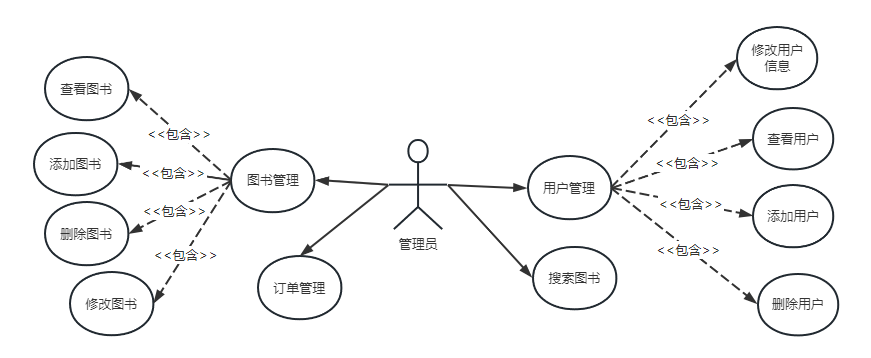 修改用户
信息
查看图书
<<包含>>
<<包含>>
查看用户
添加图书
<<包含>>
<<包含>>
图书管理
用户管理
删除图书
<<包含>>
<<包含>>
添加用户
管理员
修改图书
<<包含>>
<<包含>>
订单管理
搜索图书
删除用户